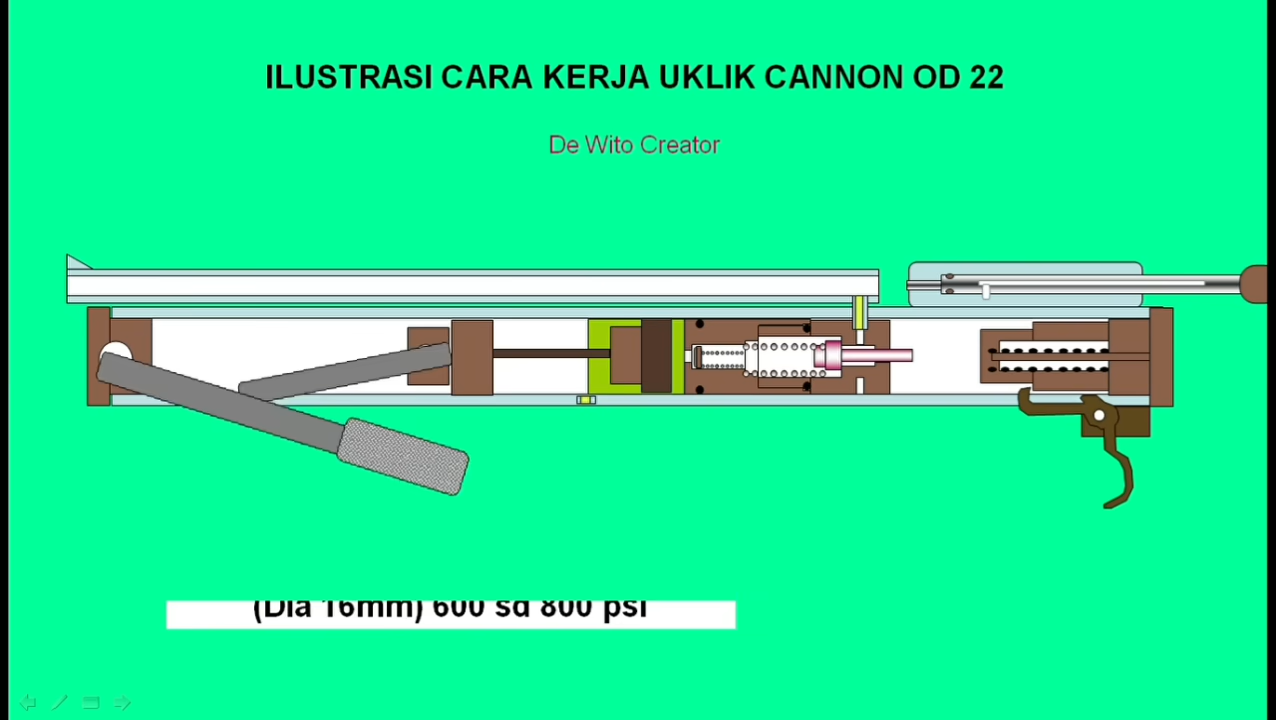 ILUSTRASI CARA KERJA UKLIK CANNON OD 22
De Wito Creator
(Dia 16mm) 600 sd 800 psi